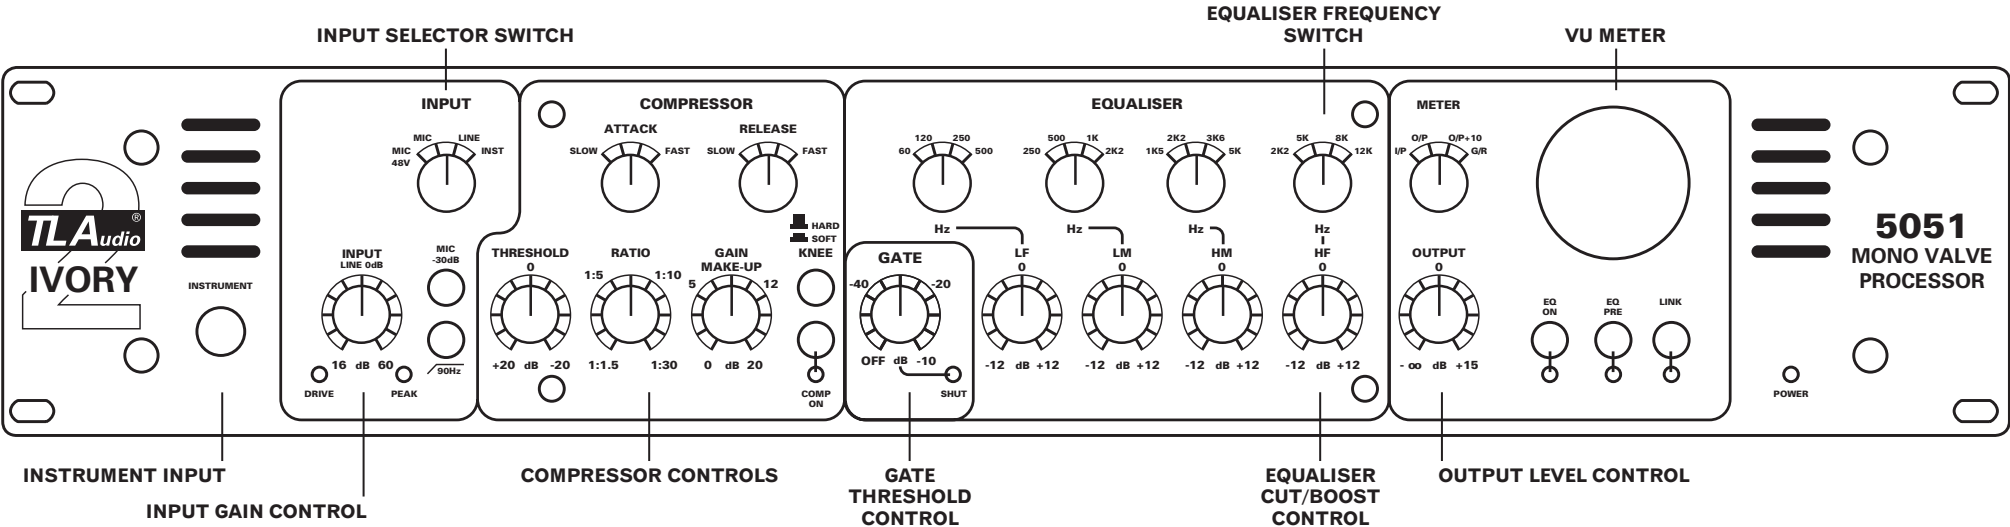 EQUALISER FREQUENCY
SWITCH
INPUT SELECTOR SWITCH
VU METER
INPUT
MIC
LINE
MIC
48V
INST
COMPRESSOR
ATTACK
SLOW
FAST
RELEASE
SLOW
FAST
EQUALISER
120
250
60
500
500
1K
250
2K2
2K2
3K6
1K5
5K
5K
8K
2K2
12K
METER
O/P
O/P+10
I/P
G/R
TLAudio®
2
IVORY
INSTRUMENT
INPUT
LINE 0dB
16 dB 60
DRIVE
PEAK
MIC
-30dB
90Hz
THRESHOLD
0
+20 dB -20
RATIO
1:5
1:10
1:1.5
1:30
GAIN
MAKE-UP
5
12
0 dB 20
HARD
SOFT
KNEE
COMP
ON
GATE
-40
-20
OFF dB -10
SHUT
Hz
LF
0
-12 dB +12
Hz
LM
0
-12 dB +12
Hz
HM
0
-12 dB +12
Hz
HF
0
-12 dB +12
OUTPUT
0
- ∞ dB +15
EQ
ON
EQ
PRE
LINK
5051
MONO VALVE
PROCESSOR
POWER
INSTRUMENT INPUT
INPUT GAIN CONTROL
COMPRESSOR CONTROLS
GATE
THRESHOLD
CONTROL
EQUALISER
CUT/BOOST
CONTROL
OUTPUT LEVEL CONTROL